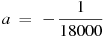 a = − 1/18000